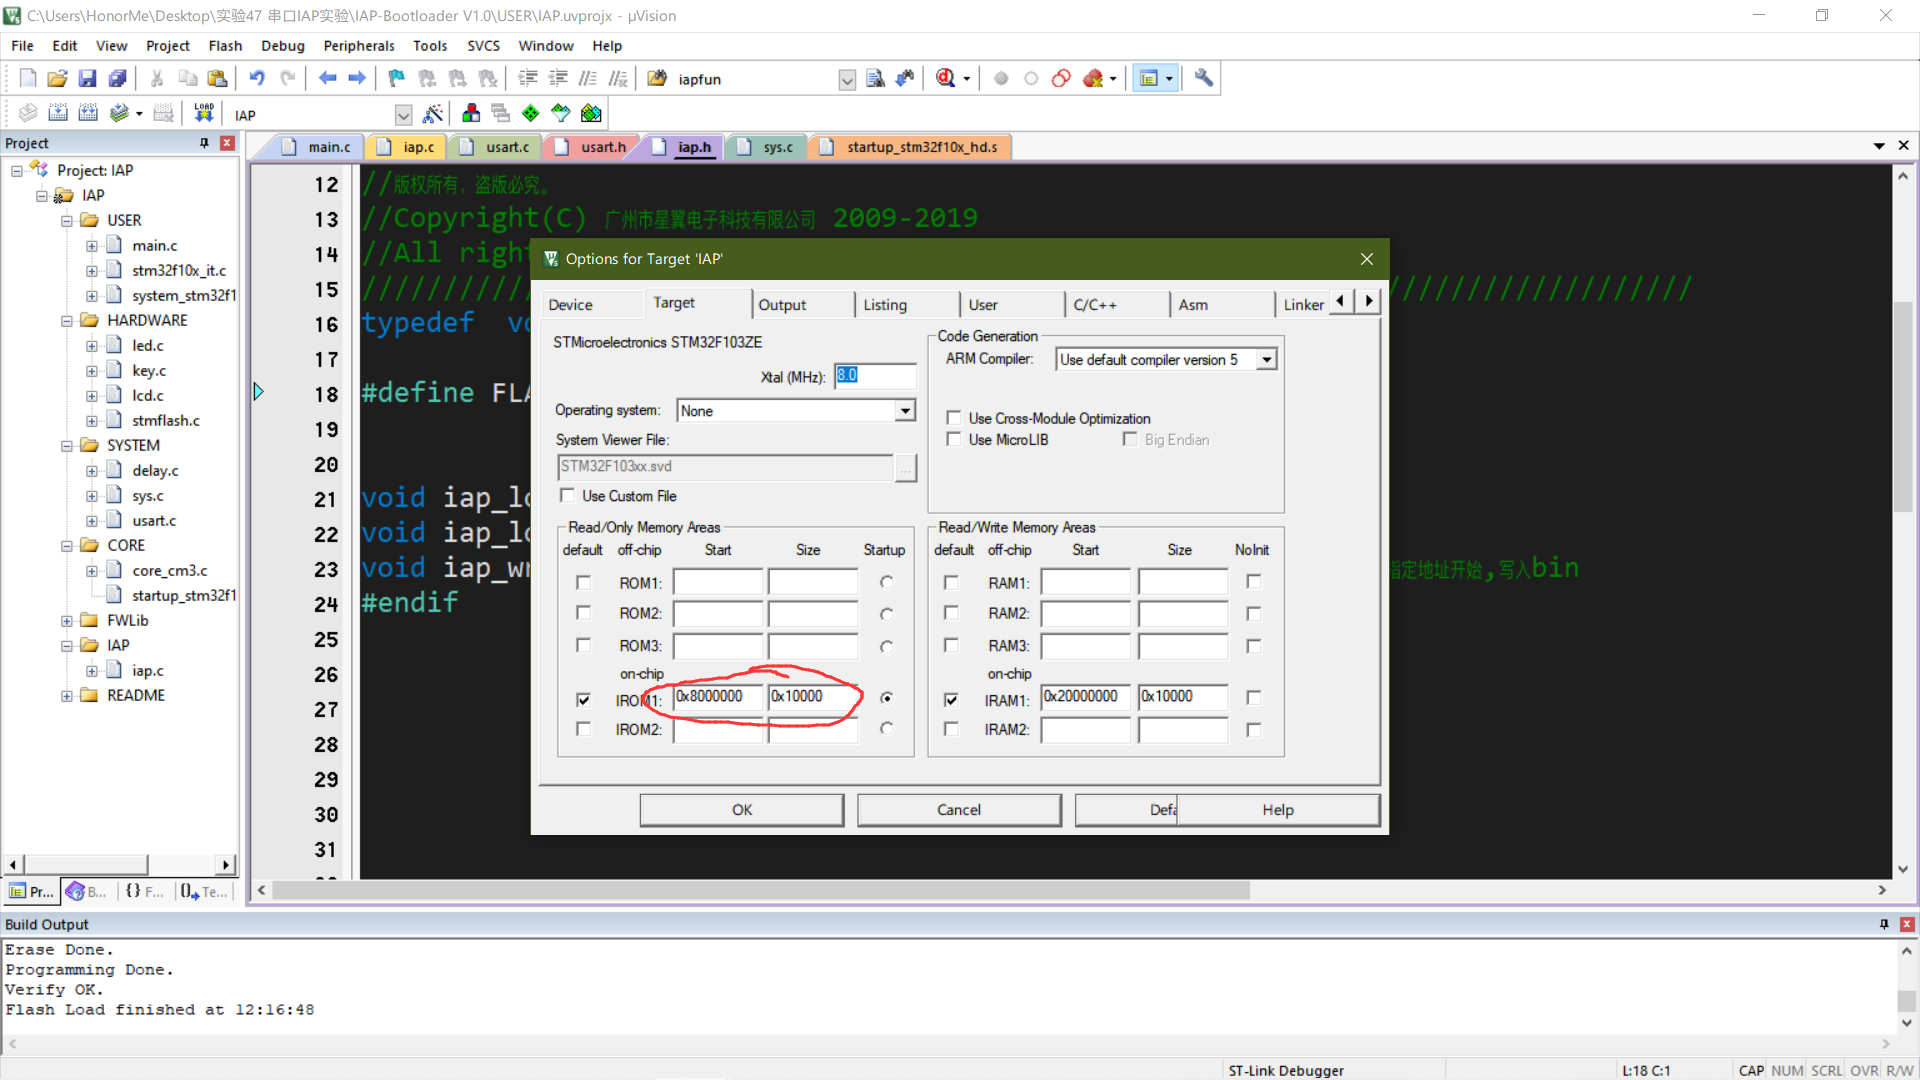 C:\Users\HonorMe\Desktop\实验47 串口IAP实验\IAP-Bootloader V1.0\USER\IAP.uvprojx - µVision
File Edit View Project Flash Debug Peripherals Tools SVCS Window Help
iapfun
LOAD IAP
Project
main.c iap.c usart.c usart.h iap.h sys.c startup_stm32f10x_hd.s
Project: IAP
IAP
USER
main.c
stm32f10x_it.c
system_stm32f1
HARDWARE
led.c
key.c
lcd.c
stmflash.c
SYSTEM
delay.c
sys.c
usart.c
CORE
core_cm3.c
startup_stm32f1
FWLib
IAP
iap.c
README
Pr... B... {} F... Te...
12 //版权所有，盗版必究。
13 //Copyright(C) 广州市星翼电子科技有限公司 2009-2019
14 //All righ
15 //////////// ///////////////////
16 typedef vo
17
18 #define FLA
19
20
21 void iap_lo
22 void iap_lo
23 void iap_wr 指定地址开始,写入bin
24 #endif
25
26
27
28
29
30
31
Options for Target 'IAP'
Device Target Output Listing User C/C++ Asm Linker
STMicroelectronics STM32F103ZE
Xtal (MHz): 8.0
Operating system: None
System Viewer File:
STM32F103xx.svd ...
Use Custom File
Code Generation
ARM Compiler: Use default compiler version 5
Use Cross-Module Optimization
Use MicroLIB Big Endian
Read/Only Memory Areas
default off-chip Start Size Startup
ROM1:
ROM2:
ROM3:
on-chip
IROM1: 0x8000000 0x10000
IROM2:
Read/Write Memory Areas
default off-chip Start Size NoInit
RAM1:
RAM2:
RAM3:
on-chip
IRAM1: 0x20000000 0x10000
IRAM2:
OK Cancel Defa Help
Build Output
Erase Done.
Programming Done.
Verify OK.
Flash Load finished at 12:16:48
ST-Link Debugger L:18 C:1 CAP NUM SCRL OVR R/W